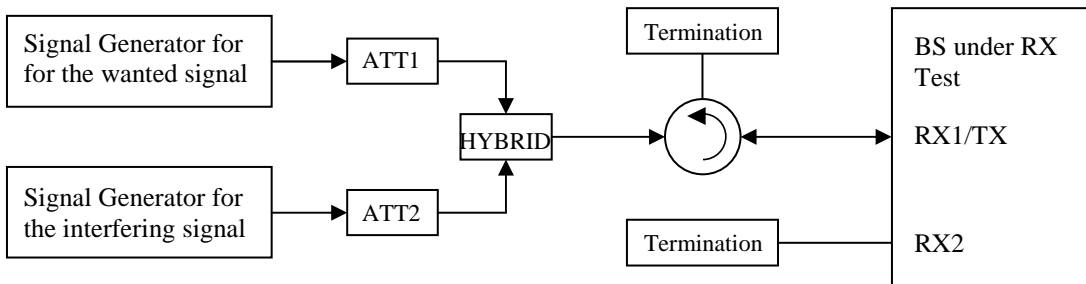 Signal Generator for
for the wanted signal
ATT1
HYBRID
Signal Generator for
the interfering signal
ATT2
Termination
Termination
BS under RX
Test
RX1/TX
RX2